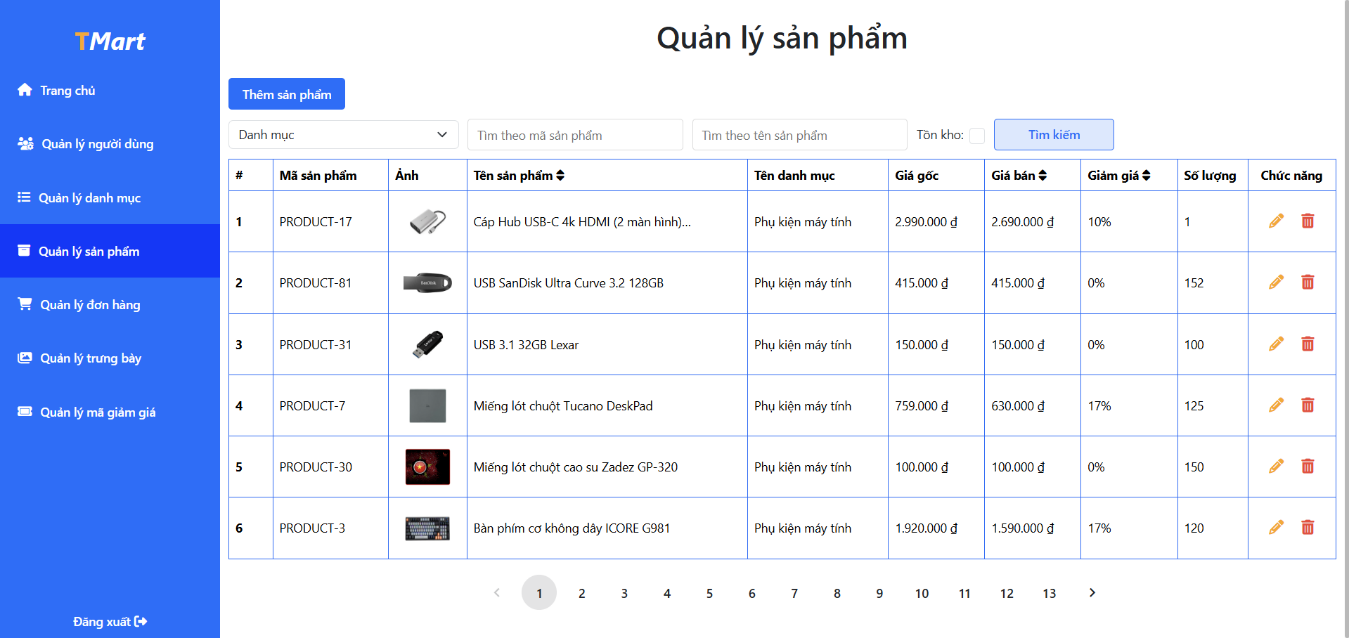 TMart
Trang chủ
Quản lý người dùng
Quản lý danh mục
Quản lý sản phẩm
Quản lý đơn hàng
Quản lý trưng bày
Quản lý mã giảm giá
Đăng xuất
Quản lý sản phẩm
Thêm sản phẩm
Danh mục Tìm theo mã sản phẩm Tìm theo tên sản phẩm Tồn kho: Tìm kiếm
# Mã sản phẩm Ảnh Tên sản phẩm Tên danh mục Giá gốc Giá bán Giảm giá Số lượng Chức năng
1 PRODUCT-17 Cáp Hub USB-C 4k HDMI (2 màn hình)... Phụ kiện máy tính 2.990.000 ₫ 2.690.000 ₫ 10% 1
2 PRODUCT-81 USB SanDisk Ultra Curve 3.2 128GB Phụ kiện máy tính 415.000 ₫ 415.000 ₫ 0% 152
3 PRODUCT-31 USB 3.1 32GB Lexar Phụ kiện máy tính 150.000 ₫ 150.000 ₫ 0% 100
4 PRODUCT-7 Miếng lót chuột Tucano DeskPad Phụ kiện máy tính 759.000 ₫ 630.000 ₫ 17% 125
5 PRODUCT-30 Miếng lót chuột cao su Zadez GP-320 Phụ kiện máy tính 100.000 ₫ 100.000 ₫ 0% 150
6 PRODUCT-3 Bàn phím cơ không dây ICORE G981 Phụ kiện máy tính 1.920.000 ₫ 1.590.000 ₫ 17% 120
1 2 3 4 5 6 7 8 9 10 11 12 13